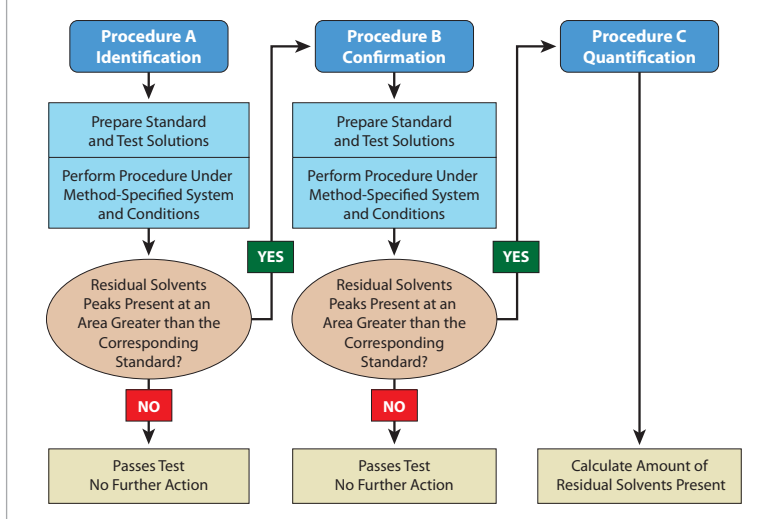 Procedure A
Identification
Prepare Standard
and Test Solutions
Perform Procedure Under
Method-Specified System
and Conditions
Residual Solvents
Peaks Present at an
Area Greater than the
Corresponding
Standard?
YES
NO
Passes Test
No Further Action
Procedure B
Confirmation
Prepare Standard
and Test Solutions
Perform Procedure Under
Method-Specified System
and Conditions
Residual Solvents
Peaks Present at an
Area Greater than the
Corresponding
Standard?
YES
NO
Passes Test
No Further Action
Procedure C
Quantification
Calculate Amount of
Residual Solvents Present